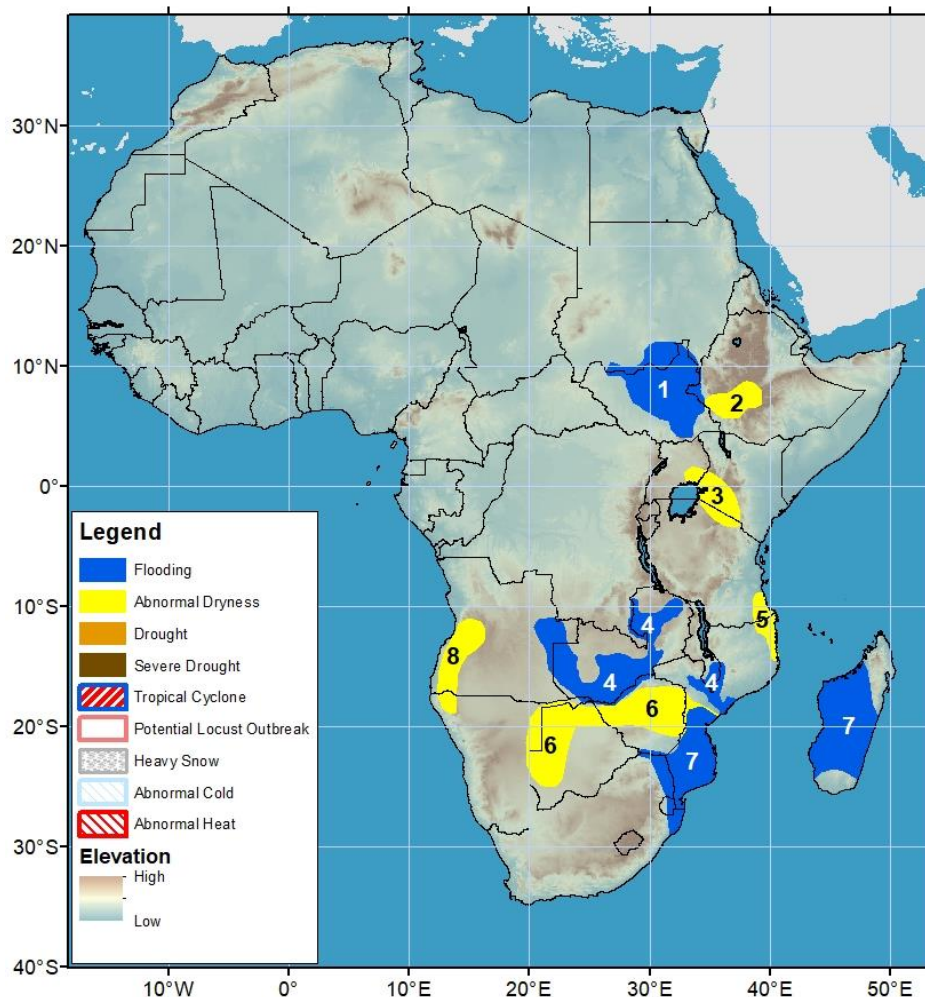 30°N
20°N
10°N
0°
10°S
20°S
30°S
40°S
1
2
3
4
5
8
4
4
6
6
7
7
Legend
Flooding
Abnormal Dryness
Drought
Severe Drought
Tropical Cyclone
Potential Locust Outbreak
Heavy Snow
Abnormal Cold
Abnormal Heat
Elevation
High
Low
10°W 0° 10°E 20°E 30°E 40°E 50°E